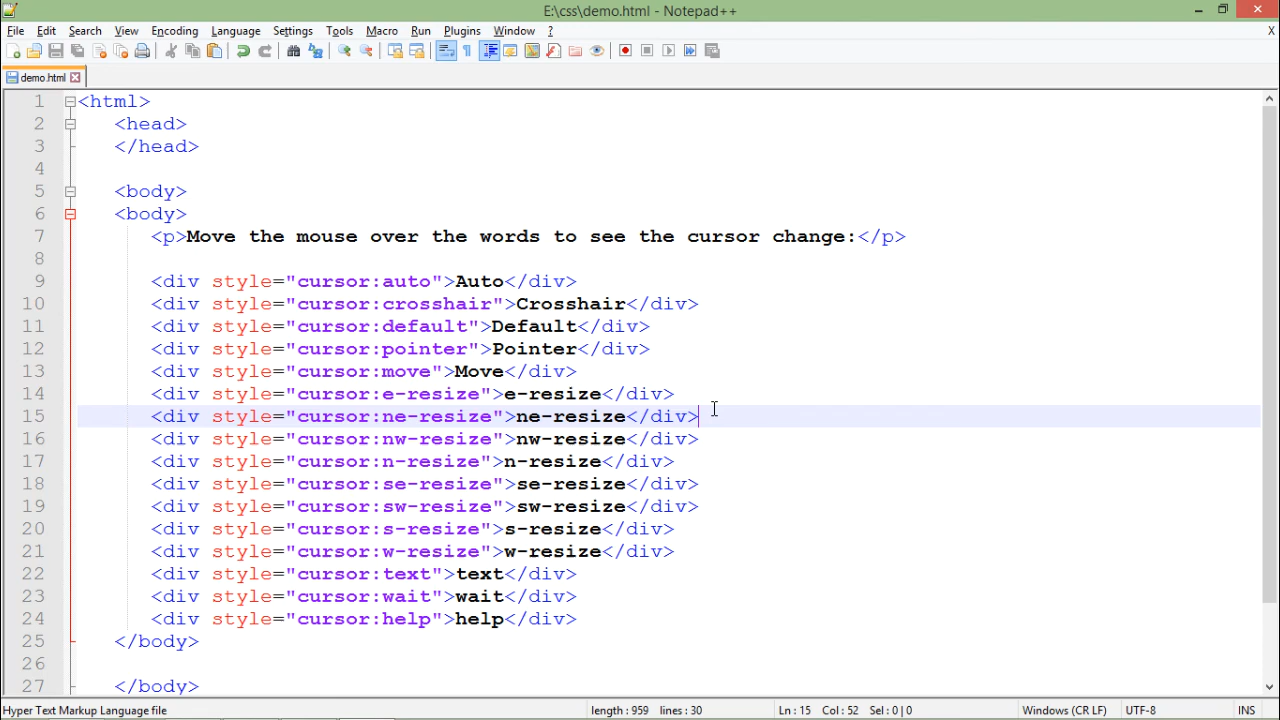 E:\css\demo.html - Notepad++
File Edit Search View Encoding Language Settings Tools Macro Run Plugins Window ? X
demo.html
1 <html>
2 <head>
3 </head>
4
5 <body>
6 <body>
7 <p>Move the mouse over the words to see the cursor change:</p>
8
9 <div style="cursor:auto">Auto</div>
10 <div style="cursor:crosshair">Crosshair</div>
11 <div style="cursor:default">Default</div>
12 <div style="cursor:pointer">Pointer</div>
13 <div style="cursor:move">Move</div>
14 <div style="cursor:e-resize">e-resize</div>
15 <div style="cursor:ne-resize">ne-resize</div>
16 <div style="cursor:nw-resize">nw-resize</div>
17 <div style="cursor:n-resize">n-resize</div>
18 <div style="cursor:se-resize">se-resize</div>
19 <div style="cursor:sw-resize">sw-resize</div>
20 <div style="cursor:s-resize">s-resize</div>
21 <div style="cursor:w-resize">w-resize</div>
22 <div style="cursor:text">text</div>
23 <div style="cursor:wait">wait</div>
24 <div style="cursor:help">help</div>
25 </body>
26
27 </body>
Hyper Text Markup Language file length : 959 lines : 30 Ln : 15 Col : 52 Sel : 0 | 0 Windows (CR LF) UTF-8 INS